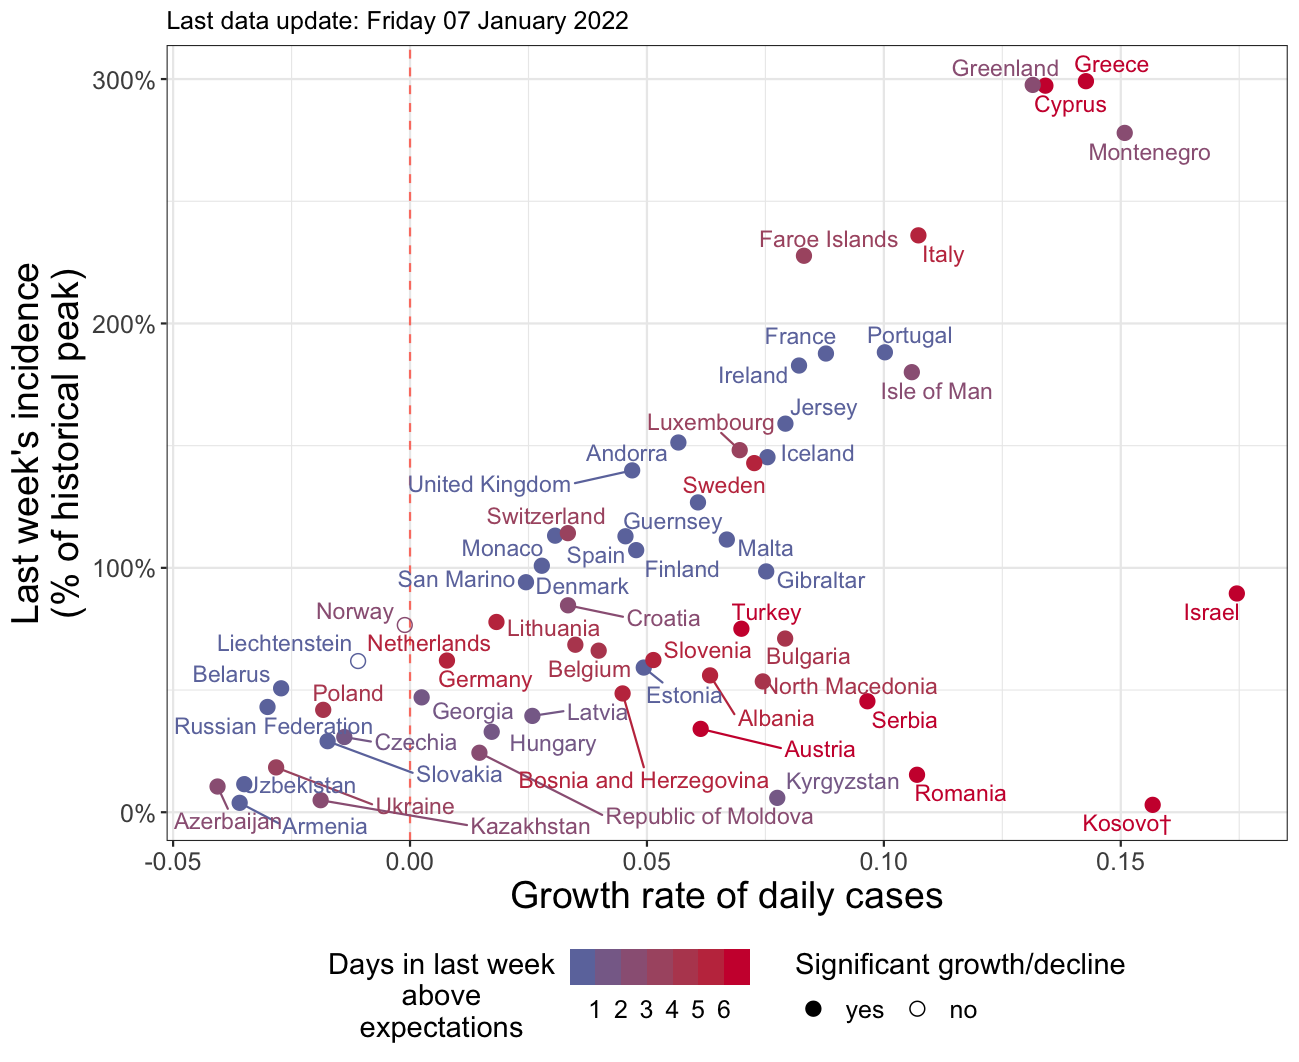 Last data update: Friday 07 January 2022
Last week's incidence
(% of historical peak)
300%
200%
100%
0%
Greenland
Greece
Cyprus
Montenegro
Faroe Islands
Italy
France
Portugal
Ireland
Isle of Man
Jersey
Luxembourg
Andorra
Iceland
United Kingdom
Sweden
Switzerland
Guernsey
Monaco
Spain
Malta
Finland
San Marino
Denmark
Gibraltar
Norway
Croatia
Turkey
Israel
Lithuania
Liechtenstein
Netherlands
Slovenia
Bulgaria
Belarus
Belgium
Germany
Poland
Estonia
North Macedonia
Georgia
Latvia
Albania
Serbia
Russian Federation
Czechia
Hungary
Austria
Slovakia
Bosnia and Herzegovina
Kyrgyzstan
Uzbekistan
Romania
Ukraine
Republic of Moldova
Azerbaijan
Armenia
Kazakhstan
Kosovo†
-0.05 0.00 0.05 0.10 0.15
Growth rate of daily cases
Days in last week
above
expectations
1 2 3 4 5 6
Significant growth/decline
yes no